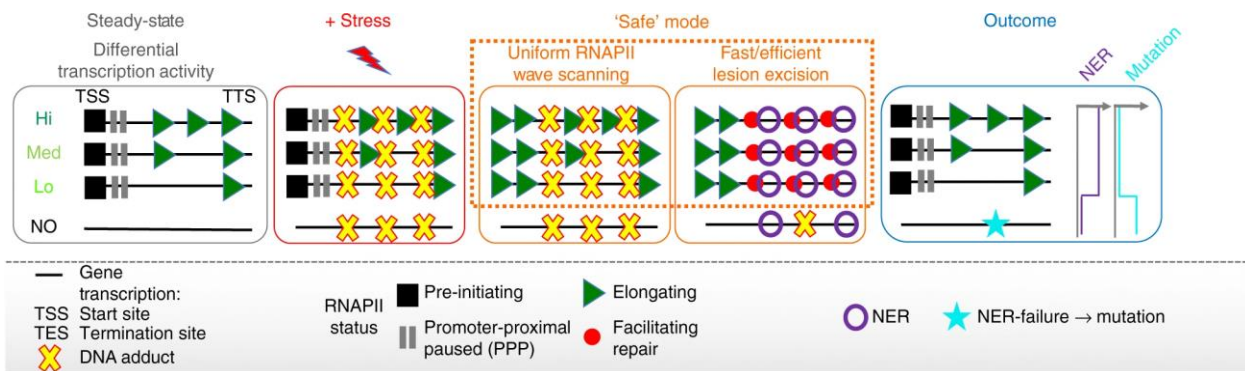 Steady-state
+ Stress
'Safe' mode
Outcome
Differential
transcription activity
Uniform RNAPII
wave scanning
Fast/efficient
lesion excision
NER
Mutation
TSS
TTS
Hi
Med
Lo
NO
Gene
transcription:
TSS Start site
TES Termination site
DNA adduct
RNAPII
status
Pre-initiating
Promoter-proximal
paused (PPP)
Elongating
Facilitating
repair
NER
NER-failure → mutation